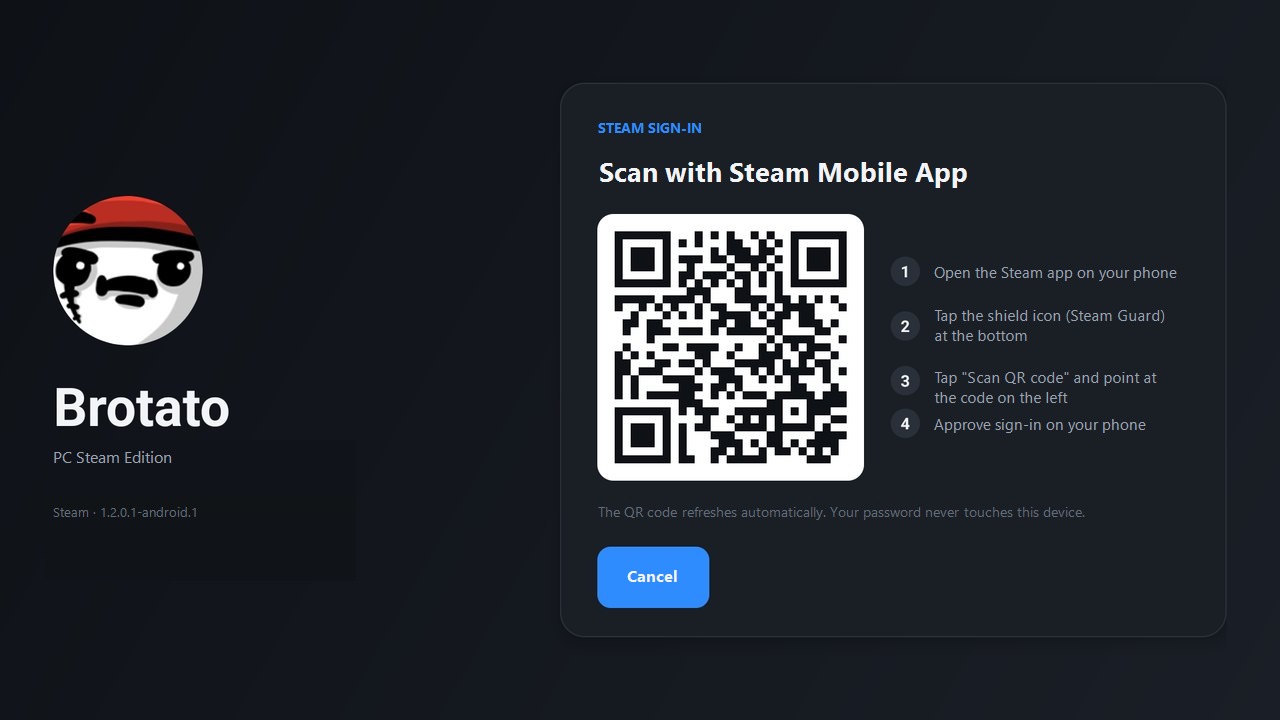 Brotato
PC Steam Edition
Steam · 1.2.0.1-android.1
STEAM SIGN-IN
Scan with Steam Mobile App
1 Open the Steam app on your phone
2 Tap the shield icon (Steam Guard)
at the bottom
3 Tap "Scan QR code" and point at
the code on the left
4 Approve sign-in on your phone
The QR code refreshes automatically. Your password never touches this device.
Cancel